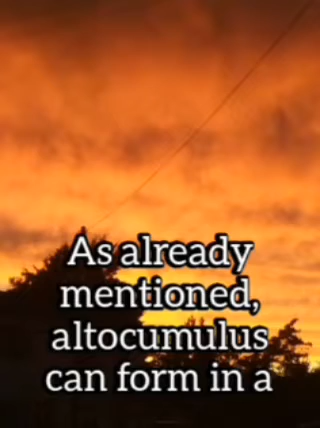 As already
mentioned,
altocumulus
can form in a